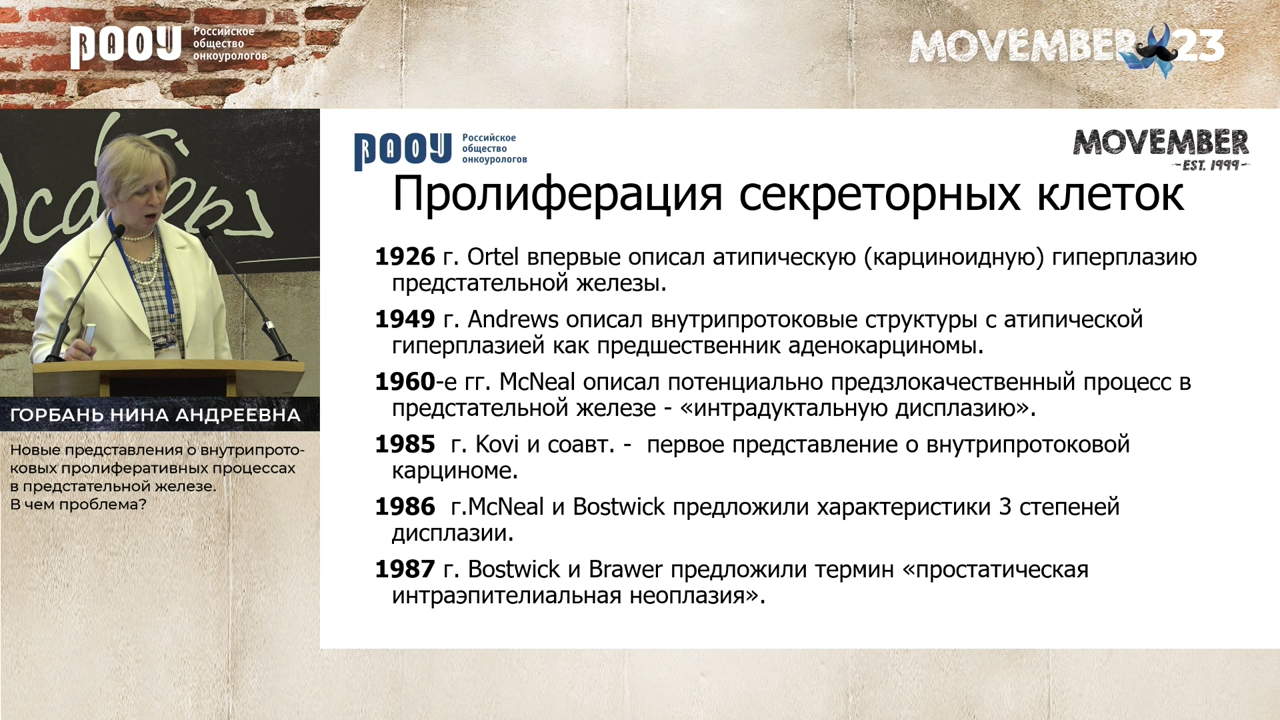 РООУ
Российское
общество
онкоурологов
MOVEMBER 23
ГОРБАНЬ НИНА АНДРЕЕВНА
Новые представления о внутрипрото-
ковых пролиферативных процессах
в предстательной железе.
В чем проблема?
РООУ
Российское
общество
онкоурологов
MOVEMBER
EST. 1999
Пролиферация секреторных клеток
1926 г. Ortel впервые описал атипическую (карциноидную) гиперплазию
предстательной железы.
1949 г. Andrews описал внутрипротоковые структуры с атипической
гиперплазией как предшественник аденокарциномы.
1960-е гг. McNeal описал потенциально предзлокачественный процесс в
предстательной железе - «интрадуктальную дисплазию».
1985 г. Kovi и соавт. - первое представление о внутрипротоковой
карциноме.
1986 г.McNeal и Bostwick предложили характеристики 3 степеней
дисплазии.
1987 г. Bostwick и Brawer предложили термин «простатическая
интраэпителиальная неоплазия».